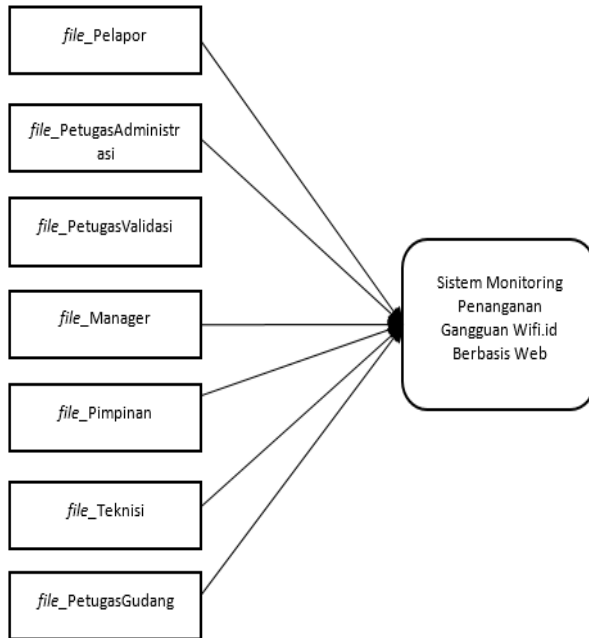 file_Pelapor
file_PetugasAdministr
asi
file_PetugasValidasi
file_Manager
file_Pimpinan
file_Teknisi
file_PetugasGudang
Sistem Monitoring
Penanganan
Gangguan Wifi.id
Berbasis Web